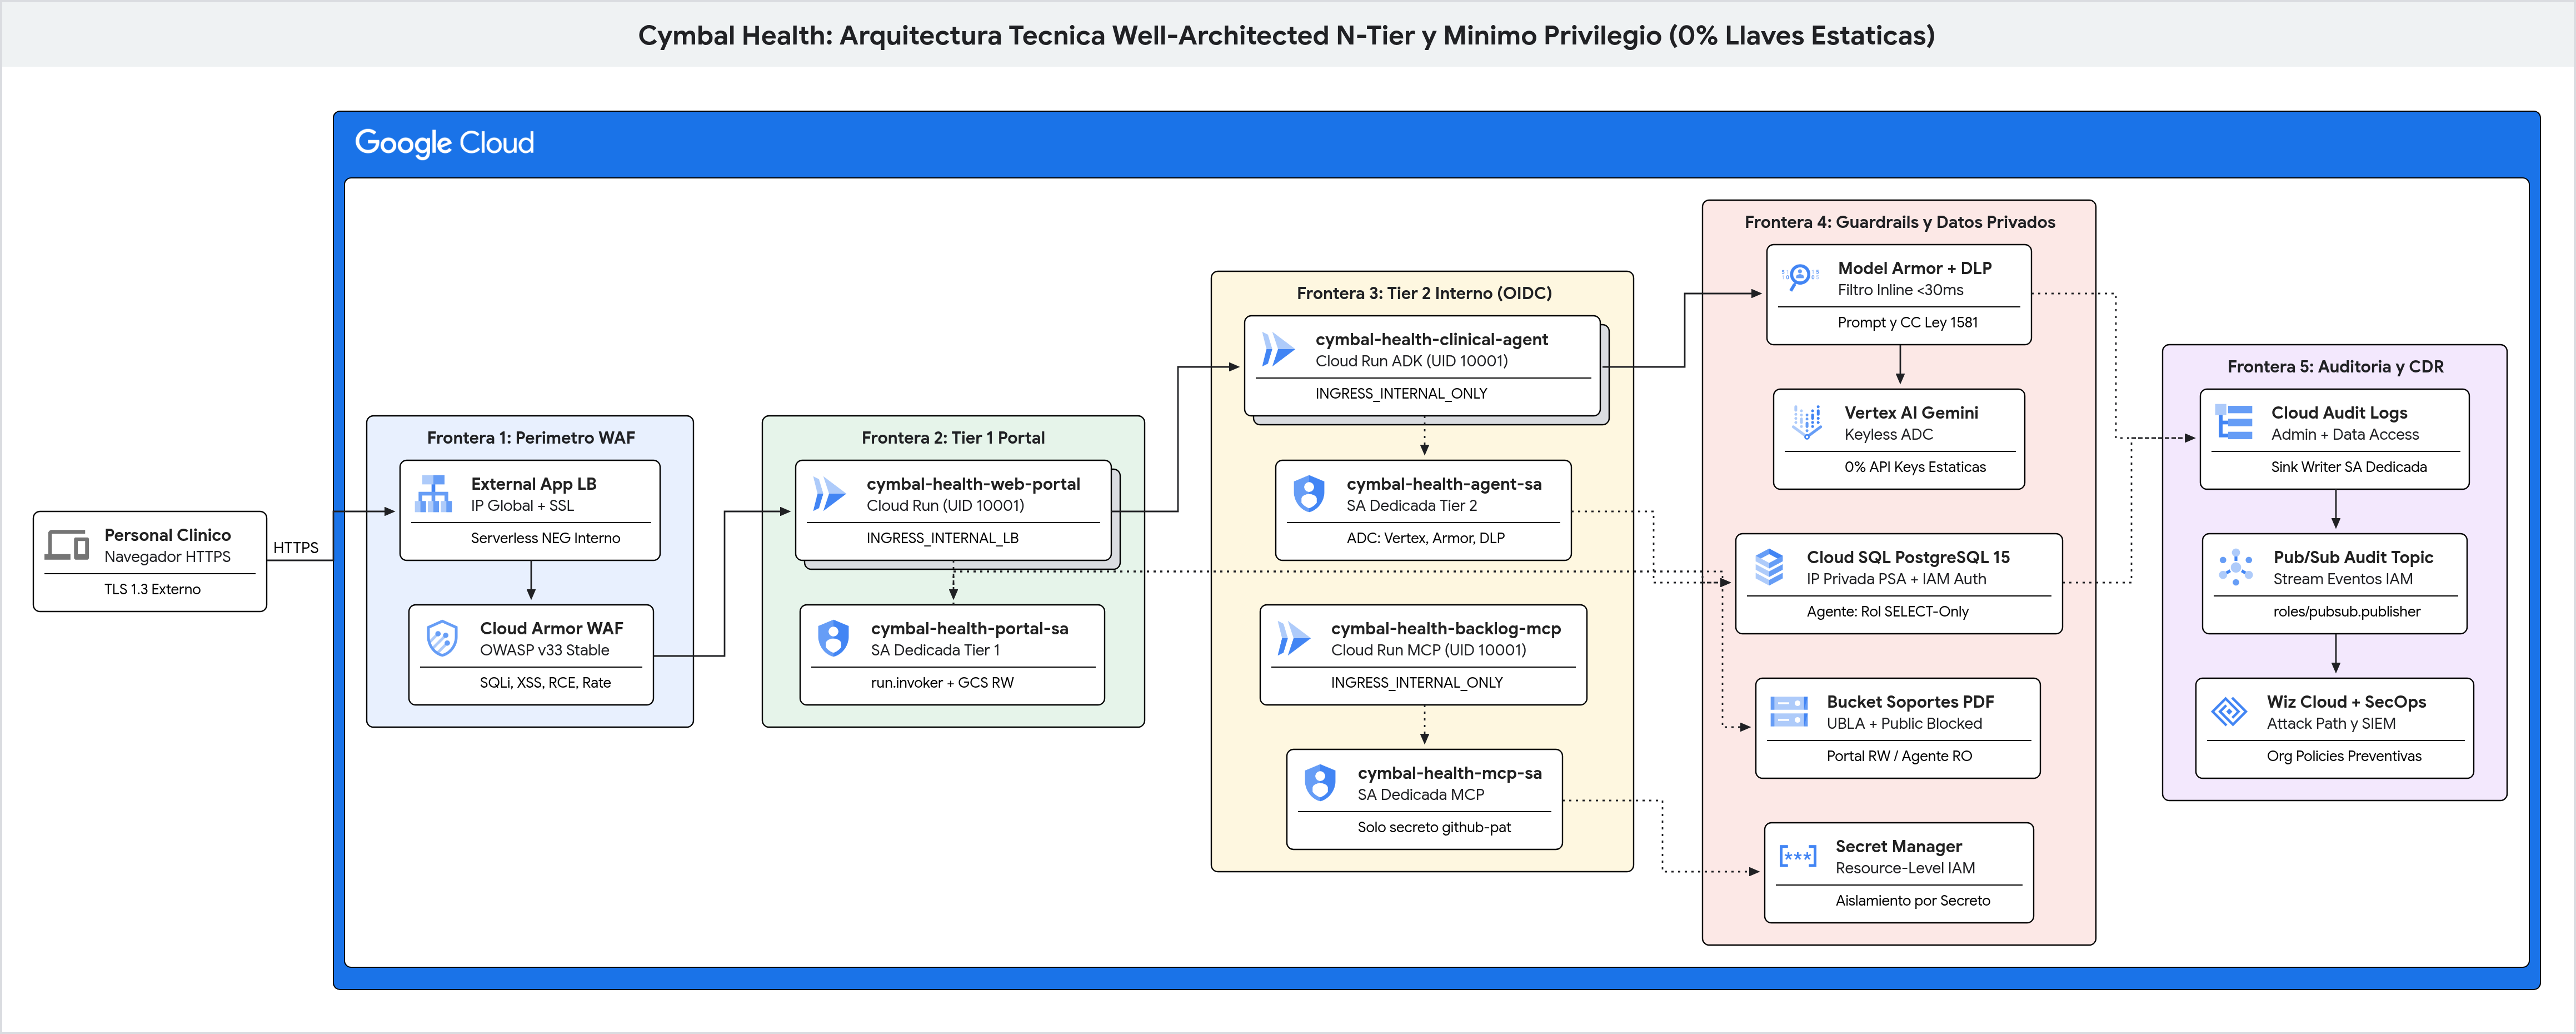 Cymbal Health: Arquitectura Tecnica Well-Architected N-Tier y Minimo Privilegio (0% Llaves Estaticas)
Google Cloud
Personal Clinico
Navegador HTTPS
TLS 1.3 Externo
HTTPS
Frontera 1: Perimetro WAF
External App LB
IP Global + SSL
Serverless NEG Interno
Cloud Armor WAF
OWASP v33 Stable
SQLi, XSS, RCE, Rate
Frontera 2: Tier 1 Portal
cymbal-health-web-portal
Cloud Run (UID 10001)
INGRESS_INTERNAL_LB
cymbal-health-portal-sa
SA Dedicada Tier 1
run.invoker + GCS RW
Frontera 3: Tier 2 Interno (OIDC)
cymbal-health-clinical-agent
Cloud Run ADK (UID 10001)
INGRESS_INTERNAL_ONLY
cymbal-health-agent-sa
SA Dedicada Tier 2
ADC: Vertex, Armor, DLP
cymbal-health-backlog-mcp
Cloud Run MCP (UID 10001)
INGRESS_INTERNAL_ONLY
cymbal-health-mcp-sa
SA Dedicada MCP
Solo secreto github-pat
Frontera 4: Guardrails y Datos Privados
Model Armor + DLP
Filtro Inline <30ms
Prompt y CC Ley 1581
Vertex AI Gemini
Keyless ADC
0% API Keys Estaticas
Cloud SQL PostgreSQL 15
IP Privada PSA + IAM Auth
Agente: Rol SELECT-Only
Bucket Soportes PDF
UBLA + Public Blocked
Portal RW / Agente RO
[***]
Secret Manager
Resource-Level IAM
Aislamiento por Secreto
Frontera 5: Auditoria y CDR
Cloud Audit Logs
Admin + Data Access
Sink Writer SA Dedicada
Pub/Sub Audit Topic
Stream Eventos IAM
roles/pubsub.publisher
Wiz Cloud + SecOps
Attack Path y SIEM
Org Policies Preventivas